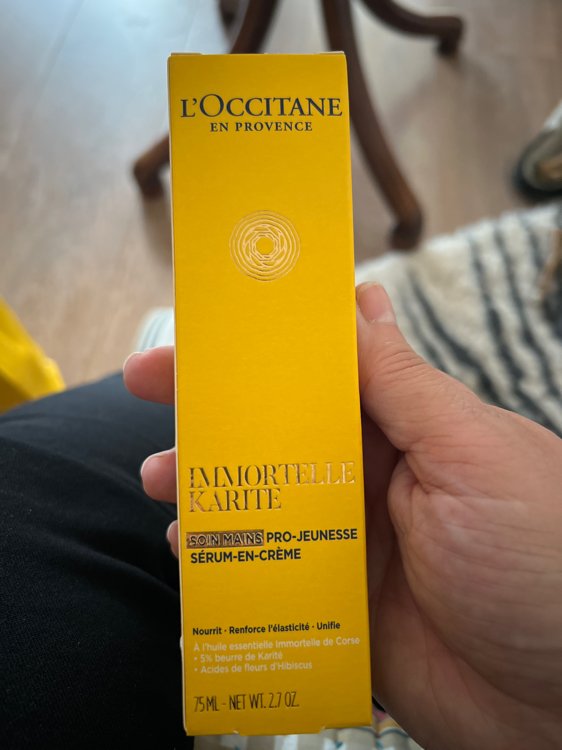 L'OCCITANE
EN PROVENCE
IMMORTELLE
KARITÉ
SOIN MAINS PRO-JEUNESSE
SÉRUM-EN-CRÈME
Nourrit · Renforce l'élasticité · Unifie
À l'huile essentielle Immortelle de Corse
• 5% beurre de Karité
• Acides de fleurs d'Hibiscus
75 ML - NET WT. 2.7 OZ.